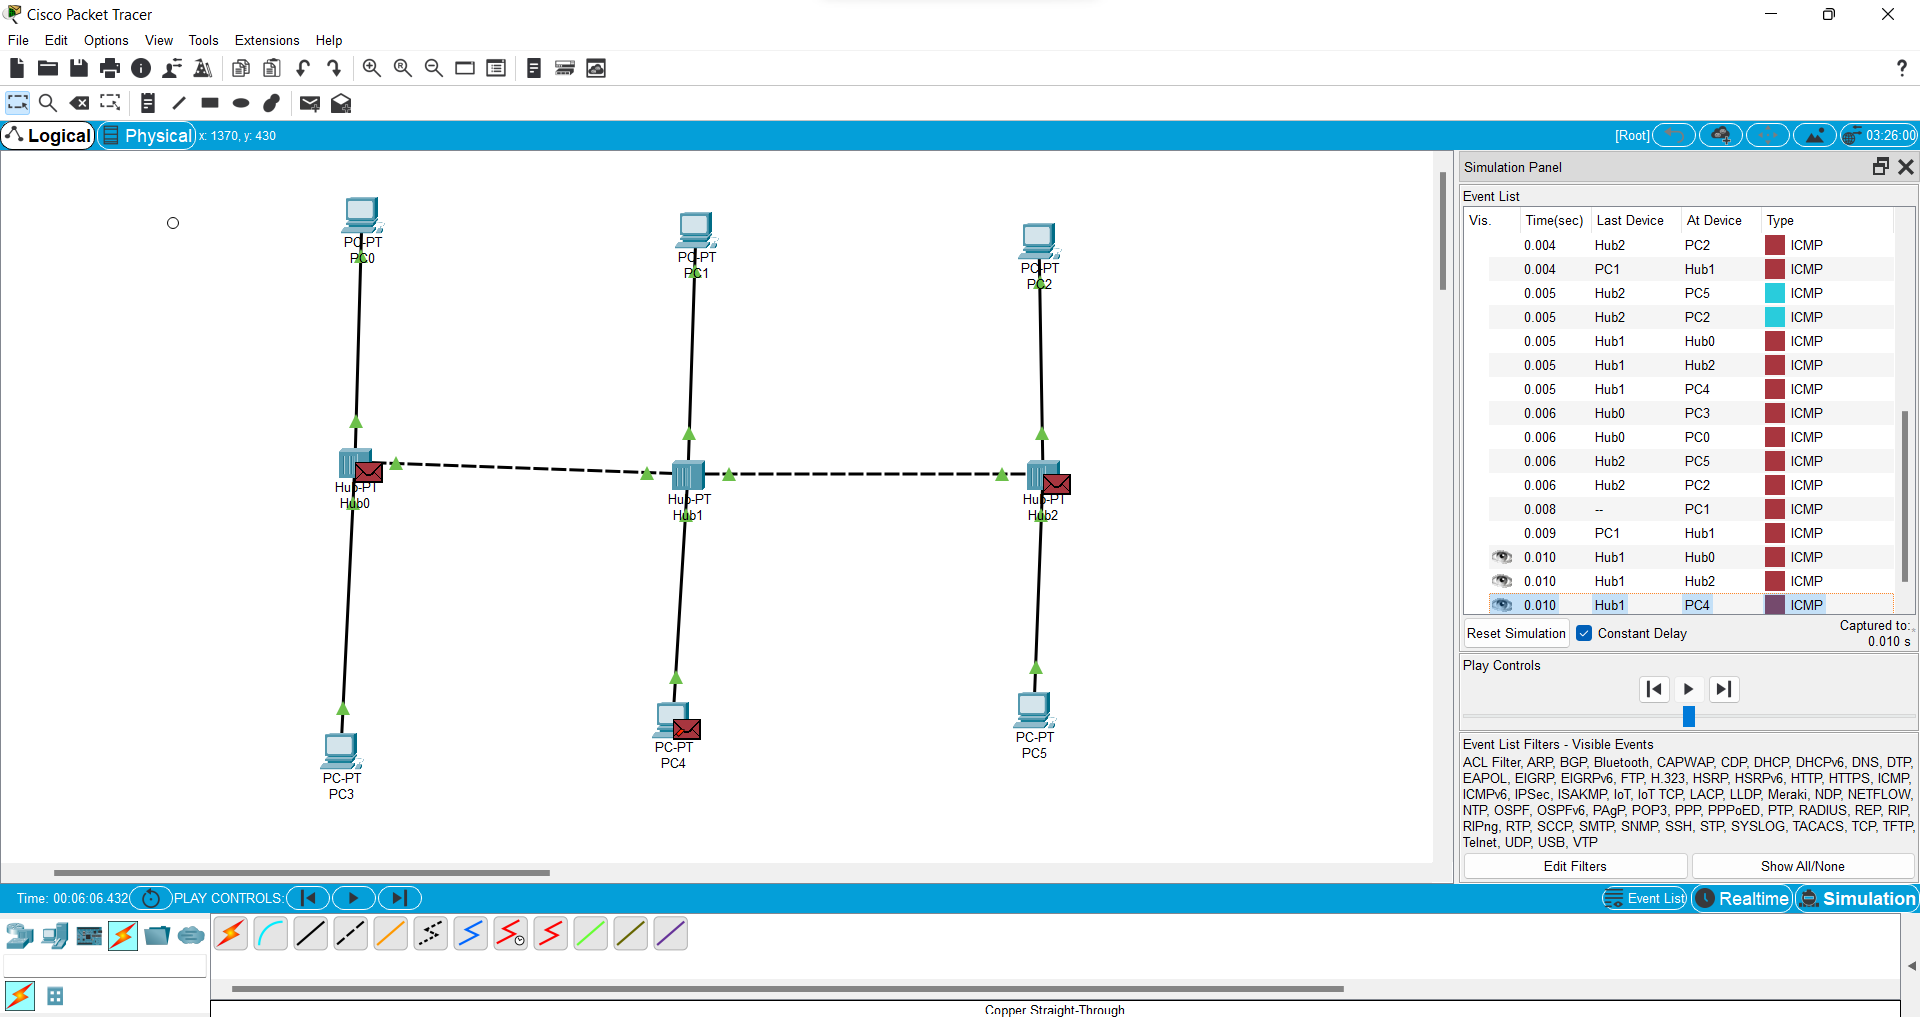 Cisco Packet Tracer
File Edit Options View Tools Extensions Help
?
Logical Physical x: 1370, y: 430 [Root] 03:26:00
PC-PT
PC0
PC-PT
PC1
PC-PT
PC2
Hub-PT
Hub0
Hub-PT
Hub1
Hub-PT
Hub2
PC-PT
PC3
PC-PT
PC4
PC-PT
PC5
Simulation Panel
Event List
Vis. Time(sec) Last Device At Device Type
0.004 Hub2 PC2 ICMP
0.004 PC1 Hub1 ICMP
0.005 Hub2 PC5 ICMP
0.005 Hub2 PC2 ICMP
0.005 Hub1 Hub0 ICMP
0.005 Hub1 Hub2 ICMP
0.005 Hub1 PC4 ICMP
0.006 Hub0 PC3 ICMP
0.006 Hub0 PC0 ICMP
0.006 Hub2 PC5 ICMP
0.006 Hub2 PC2 ICMP
0.008 -- PC1 ICMP
0.009 PC1 Hub1 ICMP
0.010 Hub1 Hub0 ICMP
0.010 Hub1 Hub2 ICMP
0.010 Hub1 PC4 ICMP
Reset Simulation Constant Delay Captured to:
0.010 s
Play Controls
Event List Filters - Visible Events
ACL Filter, ARP, BGP, Bluetooth, CAPWAP, CDP, DHCP, DHCPv6, DNS, DTP,
EAPOL, EIGRP, EIGRPv6, FTP, H.323, HSRP, HSRPv6, HTTP, HTTPS, ICMP,
ICMPv6, IPSec, ISAKMP, IoT, IoT TCP, LACP, LLDP, Meraki, NDP, NETFLOW,
NTP, OSPF, OSPFv6, PAgP, POP3, PPP, PPPoED, PTP, RADIUS, REP, RIP,
RIPng, RTP, SCCP, SMTP, SNMP, SSH, STP, SYSLOG, TACACS, TCP, TFTP,
Telnet, UDP, USB, VTP
Edit Filters Show All/None
Time: 00:06:06.432 PLAY CONTROLS: Event List Realtime Simulation
Copper Straight-Through